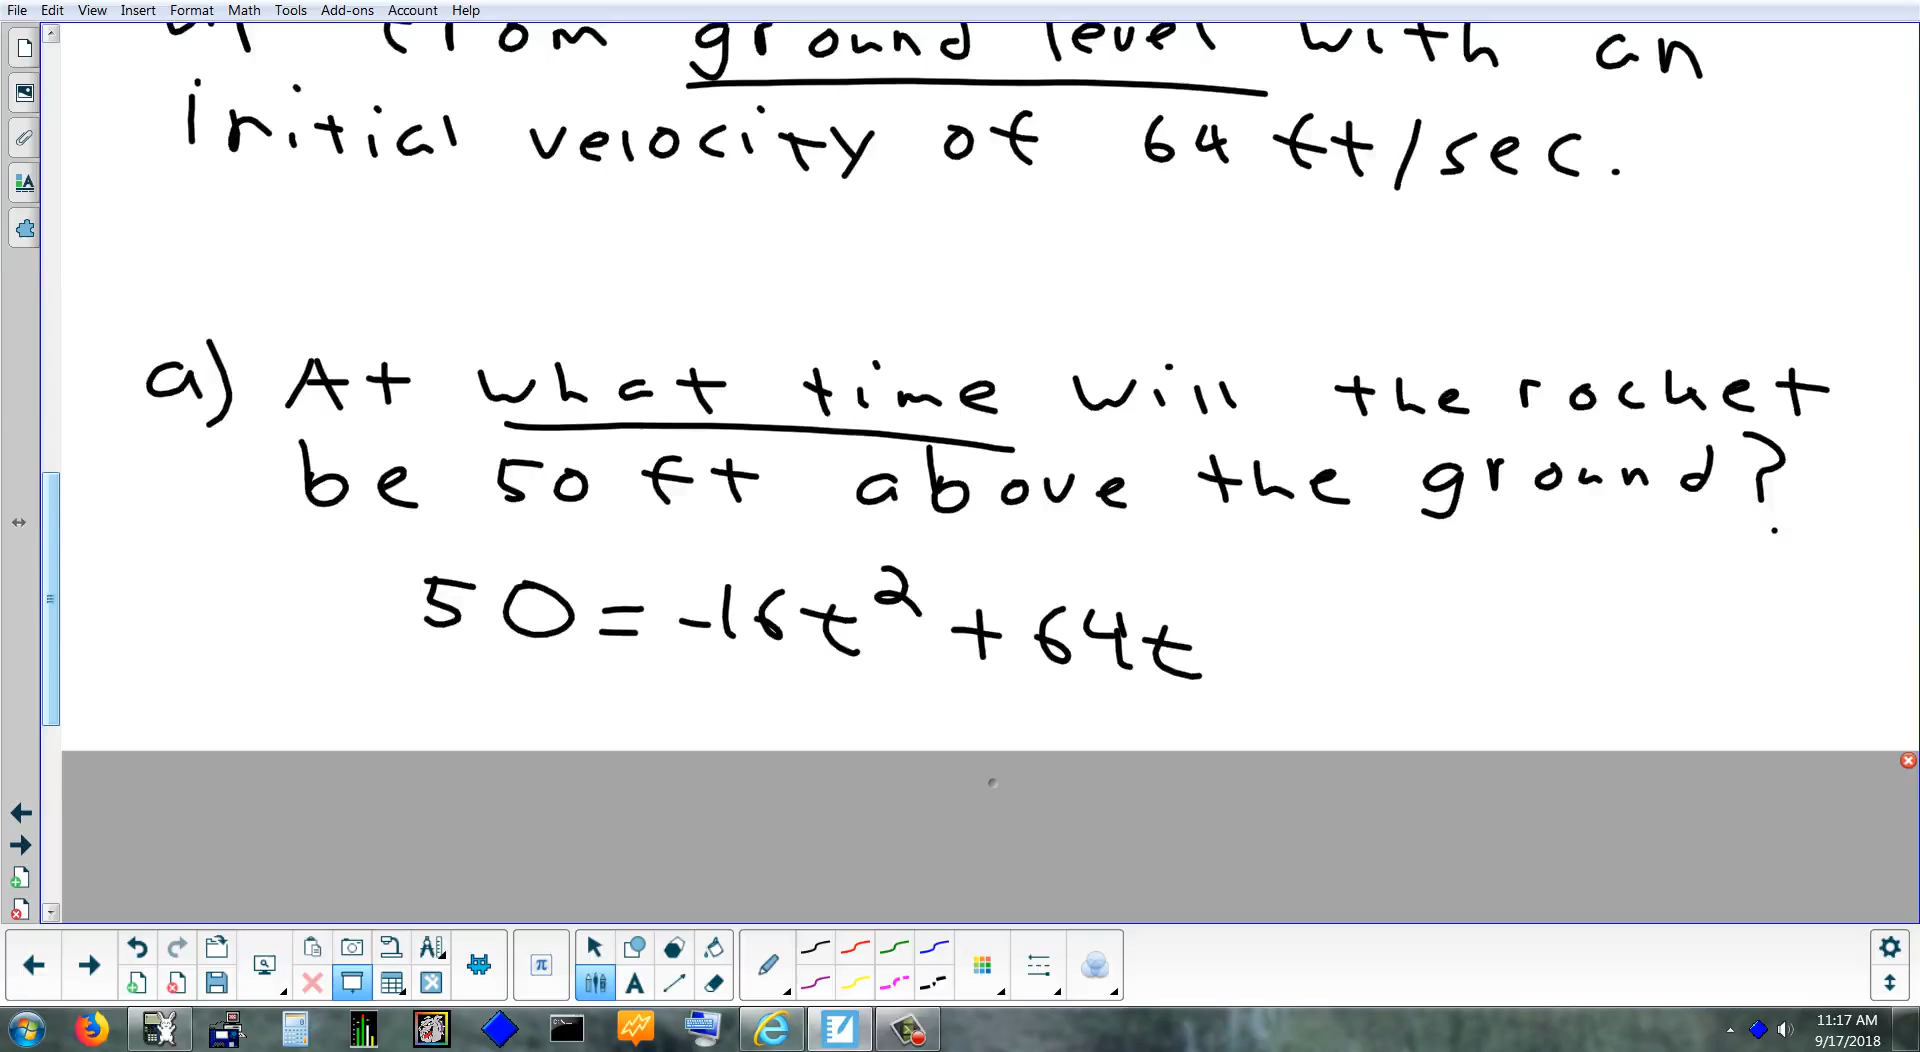 File Edit View Insert Format Math Tools Add-ons Account Help
from ground level with an
initial velocity of 64 ft/sec.
a) At what time will the rocket
be 50 ft above the ground?
50 = -16t² + 64t
11:17 AM
9/17/2018